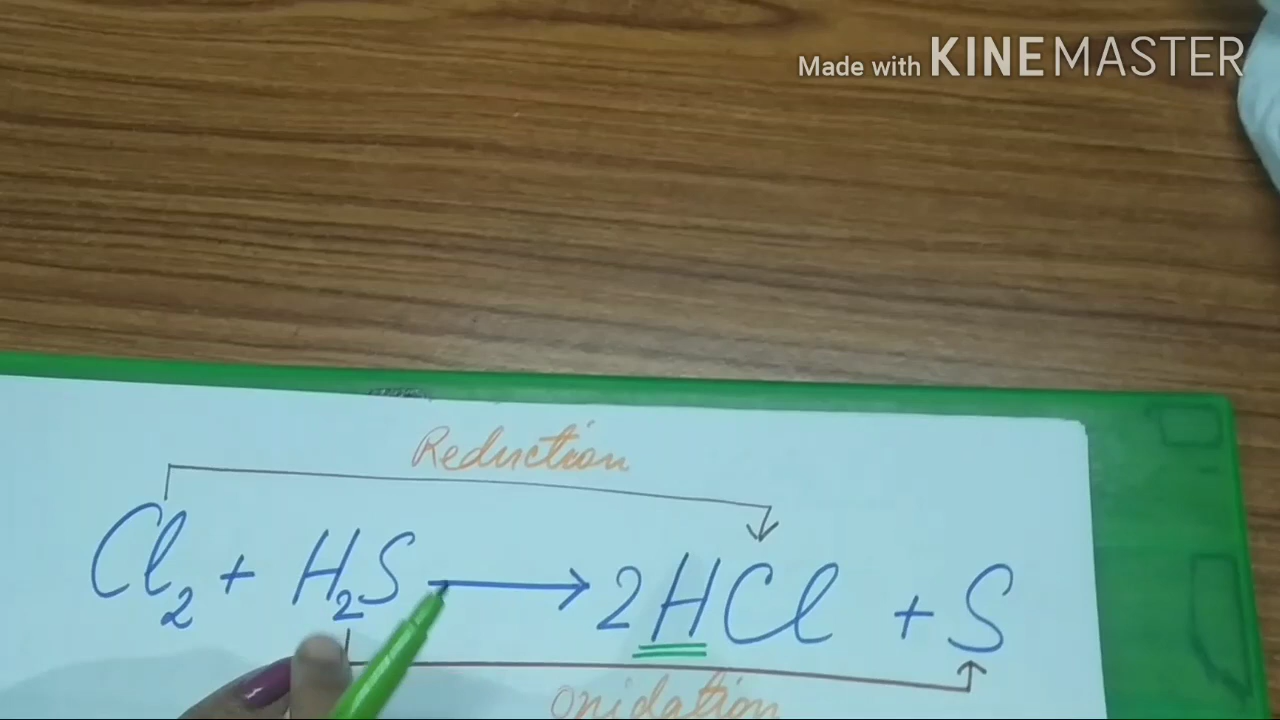 Made with KINEMASTER
Reduction
Cl₂ + H₂S → 2HCl + S
Oxidation